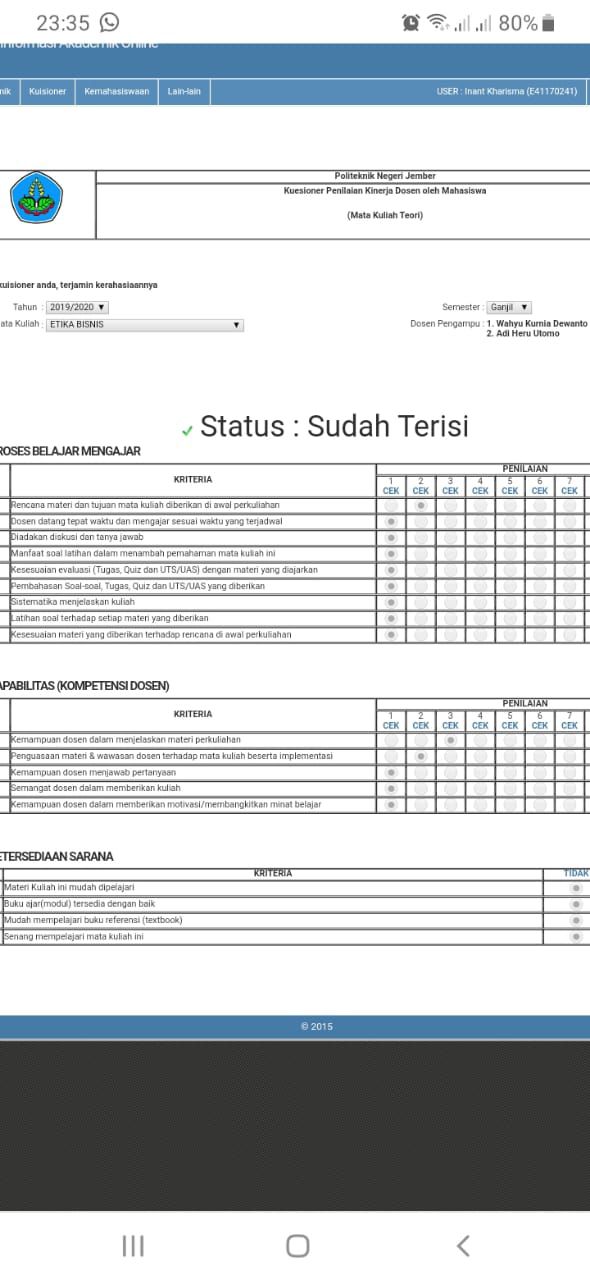 23:35 80%
Informasi Akademik Online
nik Kuisioner Kemahasiswaan Lain-lain USER : Inant Kharisma (E41170241)
Politeknik Negeri Jember
Kuesioner Penilaian Kinerja Dosen oleh Mahasiswa
(Mata Kuliah Teori)
kuisioner anda, terjamin kerahasiaannya
Tahun : 2019/2020 ▼ Semester : Ganjil ▼
ata Kuliah : ETIKA BISNIS ▼ Dosen Pengampu : 1. Wahyu Kurnia Dewanto
2. Adi Heru Utomo
Status : Sudah Terisi
ROSES BELAJAR MENGAJAR
KRITERIA PENILAIAN
1 2 3 4 5 6 7
CEK CEK CEK CEK CEK CEK CEK
Rencana materi dan tujuan mata kuliah diberikan di awal perkuliahan
Dosen datang tepat waktu dan mengajar sesuai waktu yang terjadwal
Diadakan diskusi dan tanya jawab
Manfaat soal latihan dalam menambah pemahaman mata kuliah ini
Kesesuaian evaluasi (Tugas, Quiz dan UTS/UAS) dengan materi yang diajarkan
Pembahasan Soal-soal, Tugas, Quiz dan UTS/UAS yang diberikan
Sistematika menjelaskan kuliah
Latihan soal terhadap setiap materi yang diberikan
Kesesuaian materi yang diberikan terhadap rencana di awal perkuliahan
APABILITAS (KOMPETENSI DOSEN)
KRITERIA PENILAIAN
1 2 3 4 5 6 7
CEK CEK CEK CEK CEK CEK CEK
Kemampuan dosen dalam menjelaskan materi perkuliahan
Penguasaan materi & wawasan dosen terhadap mata kuliah beserta implementasi
Kemampuan dosen menjawab pertanyaan
Semangat dosen dalam memberikan kuliah
Kemampuan dosen dalam memberikan motivasi/membangkitkan minat belajar
ETERSEDIAAN SARANA
KRITERIA TIDAK
Materi Kuliah ini mudah dipelajari
Buku ajar(modul) tersedia dengan baik
Mudah mempelajari buku referensi (textbook)
Senang mempelajari mata kuliah ini
© 2015